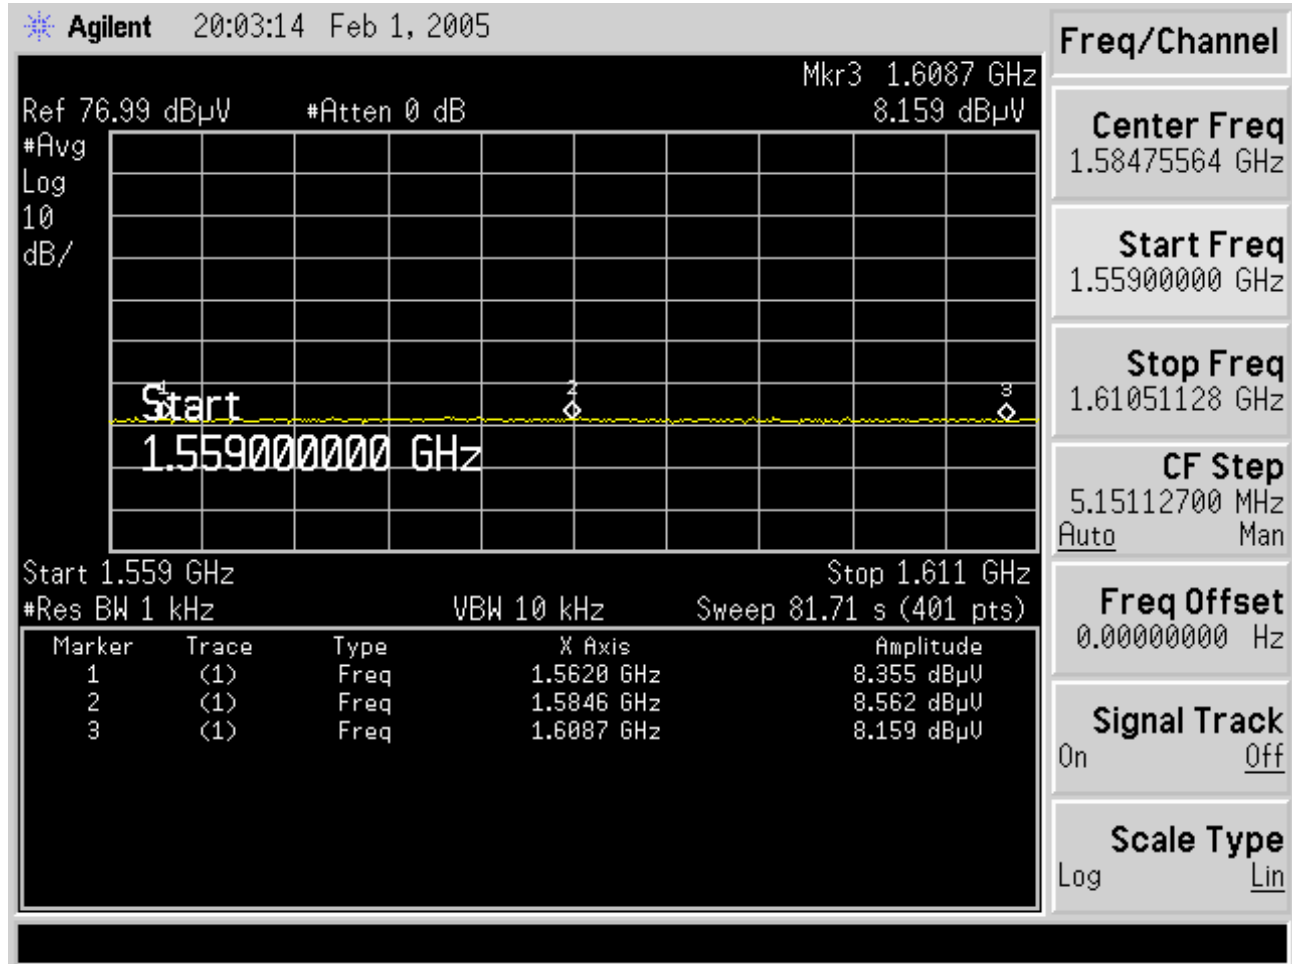 Agilent 20:03:14 Feb 1, 2005
Mkr3 1.6087 GHz
Ref 76.99 dBµV #Atten 0 dB 8.159 dBµV
#Avg
Log
10
dB/
1
2
3
Start
1.559000000 GHz
Start 1.559 GHz Stop 1.611 GHz
#Res BW 1 kHz VBW 10 kHz Sweep 81.71 s (401 pts)
Marker Trace Type X Axis Amplitude
1 (1) Freq 1.5620 GHz 8.355 dBµV
2 (1) Freq 1.5846 GHz 8.562 dBµV
3 (1) Freq 1.6087 GHz 8.159 dBµV
Freq/Channel
Center Freq
1.58475564 GHz
Start Freq
1.55900000 GHz
Stop Freq
1.61051128 GHz
CF Step
5.15112700 MHz
Auto Man
Freq Offset
0.00000000 Hz
Signal Track
On Off
Scale Type
Log Lin